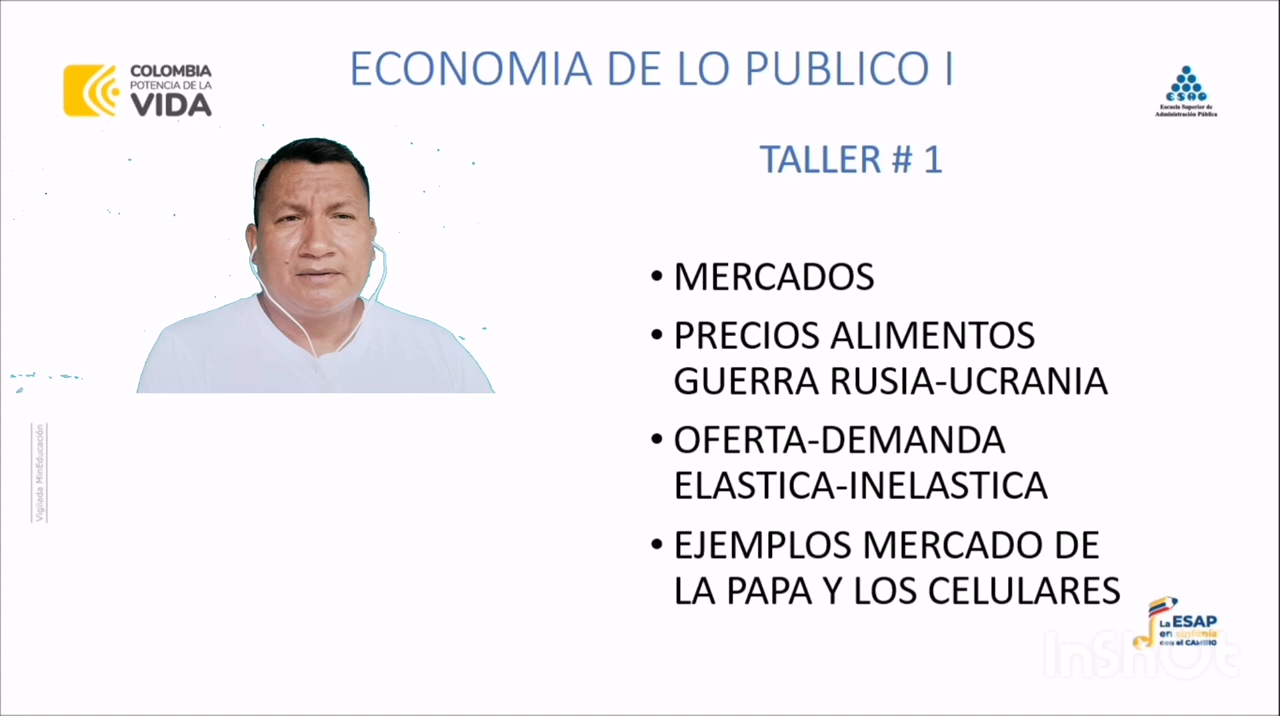 COLOMBIA
POTENCIA DE LA
VIDA
ECONOMIA DE LO PUBLICO I
ESAP
Escuela Superior de
Administración Pública
TALLER # 1
• MERCADOS
• PRECIOS ALIMENTOS
GUERRA RUSIA-UCRANIA
• OFERTA-DEMANDA
ELASTICA-INELASTICA
• EJEMPLOS MERCADO DE
LA PAPA Y LOS CELULARES
Vigilada MinEducación
La ESAP
en sinfonía
con el CAMBIO
InShOt